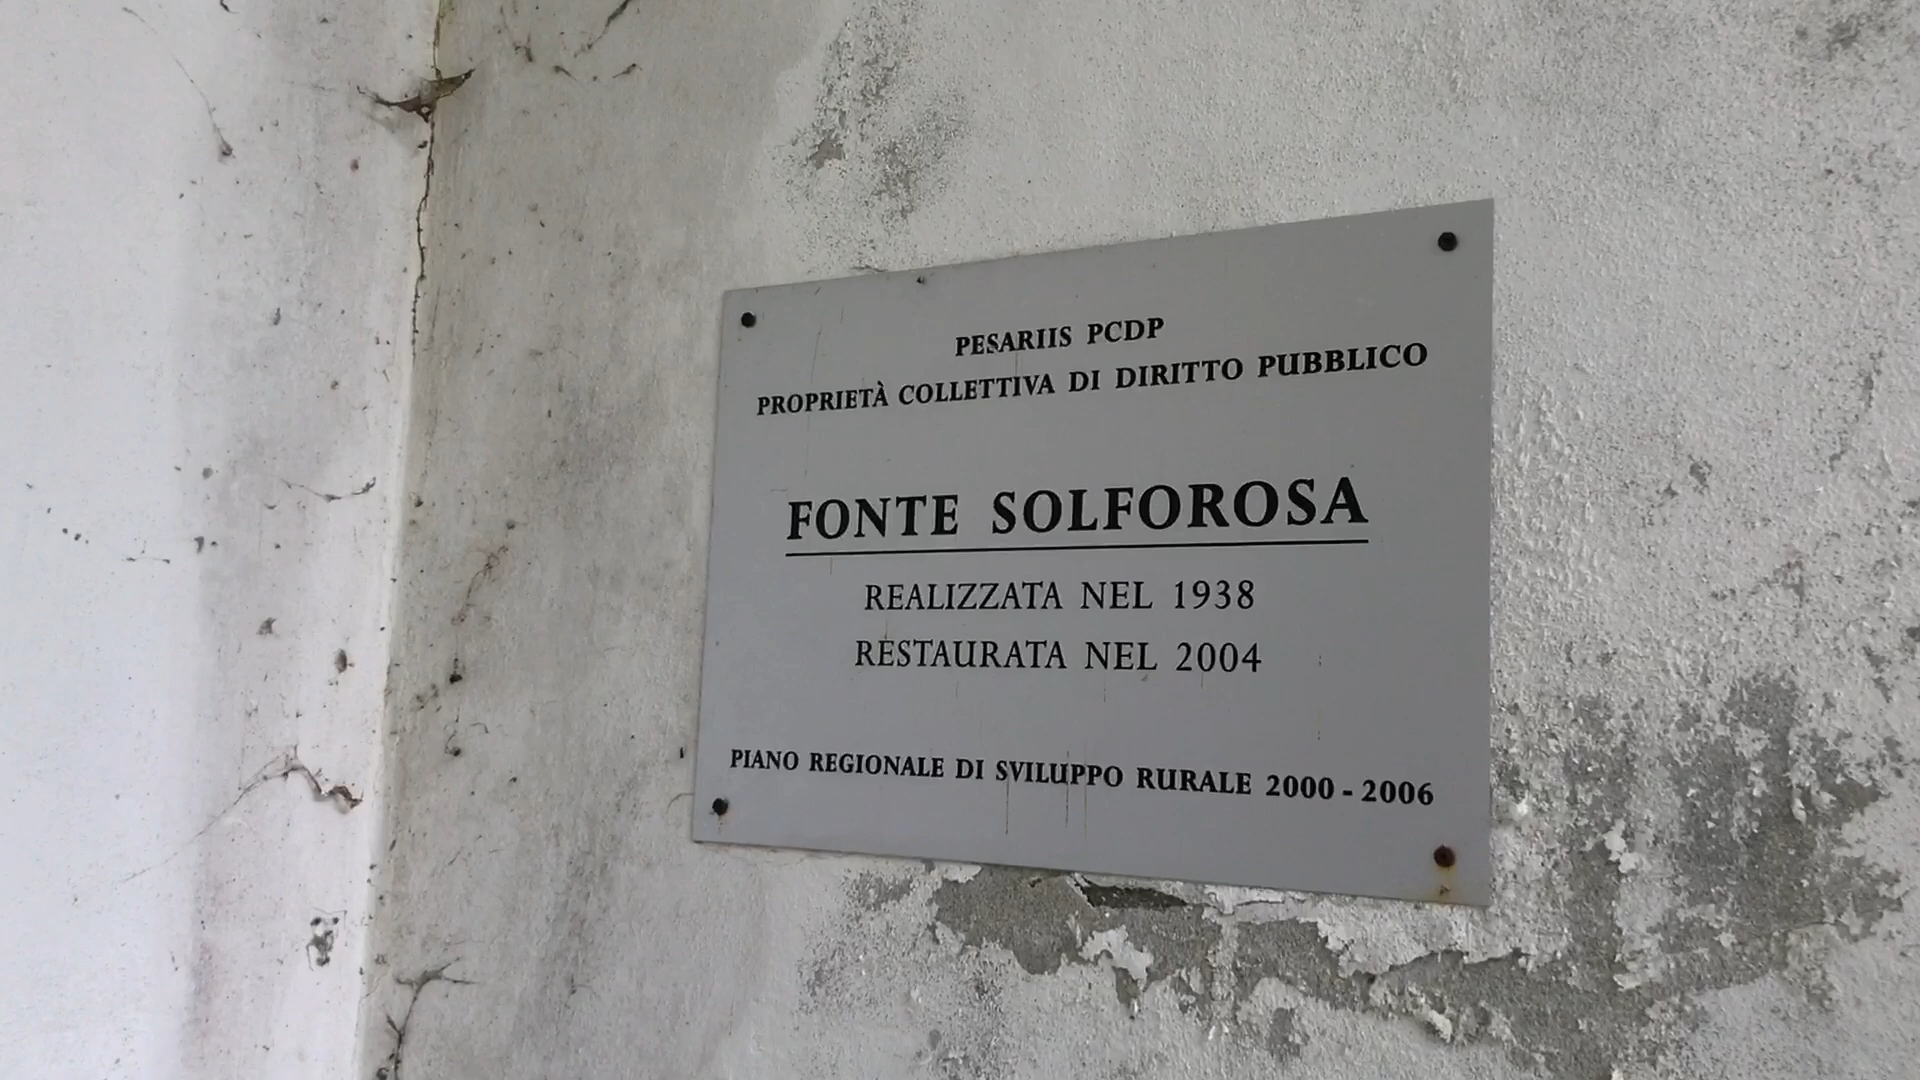 PESARIIS PCDP
PROPRIETÀ COLLETTIVA DI DIRITTO PUBBLICO
FONTE SOLFOROSA
REALIZZATA NEL 1938
RESTAURATA NEL 2004
PIANO REGIONALE DI SVILUPPO RURALE 2000 - 2006